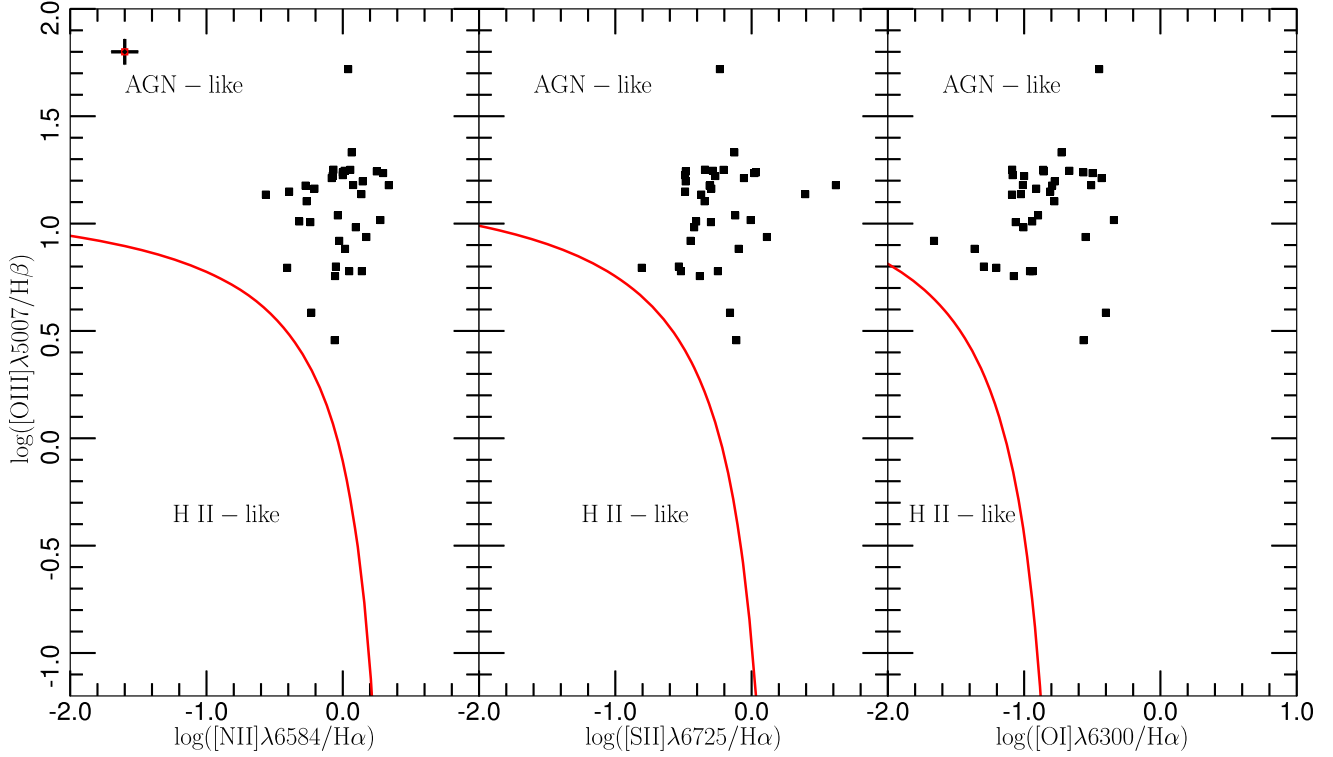 2.0
AGN – like
AGN – like
AGN – like
1.5
1.0
log([OIII]λ5007/Hβ)
0.5
0.0
H II – like
H II – like
H II – like
-0.5
-1.0
-2.0 -1.0 0.0 -2.0 -1.0 0.0 -2.0 -1.0 0.0 1.0
log([NII]λ6584/Hα) log([SII]λ6725/Hα) log([OI]λ6300/Hα)